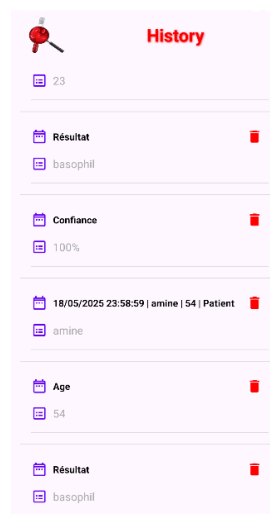 History
23
Résultat
basophil
Confiance
100%
18/05/2025 23:58:59 | amine | 54 | Patient
amine
Age
54
Résultat
basophil